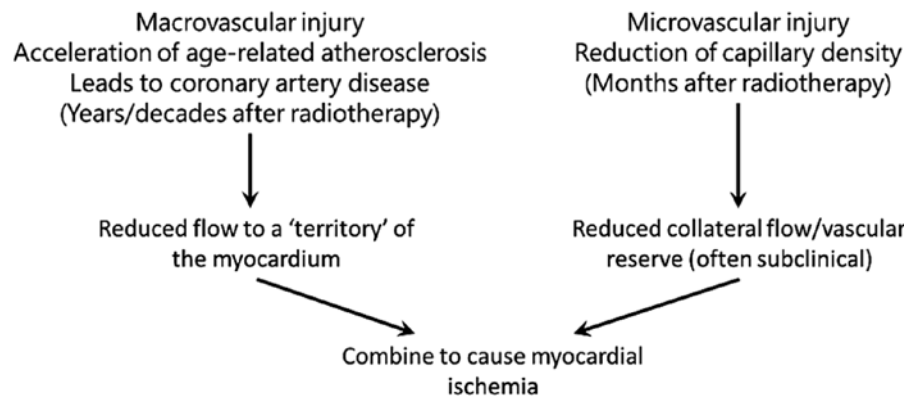 Macrovascular injury
Acceleration of age-related atherosclerosis
Leads to coronary artery disease
(Years/decades after radiotherapy)
Microvascular injury
Reduction of capillary density
(Months after radiotherapy)
Reduced flow to a ‘territory’ of
the myocardium
Reduced collateral flow/vascular
reserve (often subclinical)
Combine to cause myocardial
ischemia